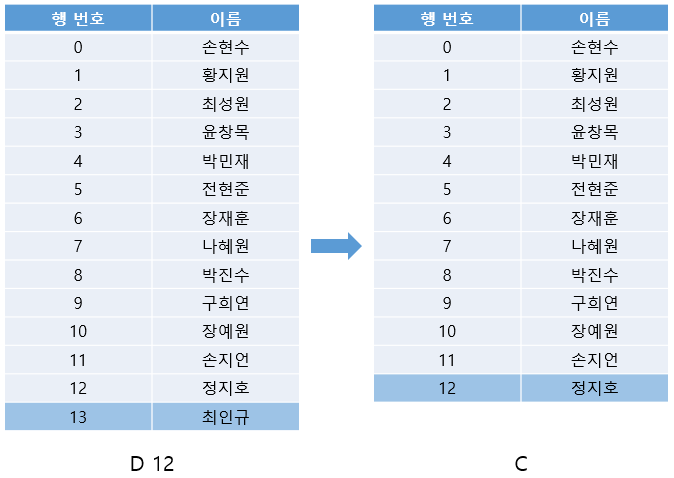 행 번호 이름 행 번호 이름
0 손현수 0 손현수
1 황지원 1 황지원
2 최성원 2 최성원
3 윤창목 3 윤창목
4 박민재 4 박민재
5 전현준 5 전현준
6 장재훈 6 장재훈
7 나혜원 7 나혜원
8 박진수 8 박진수
9 구희연 9 구희연
10 장예원 10 장예원
11 손지언 11 손지언
12 정지호 12 정지호
13 최인규
D 12 C